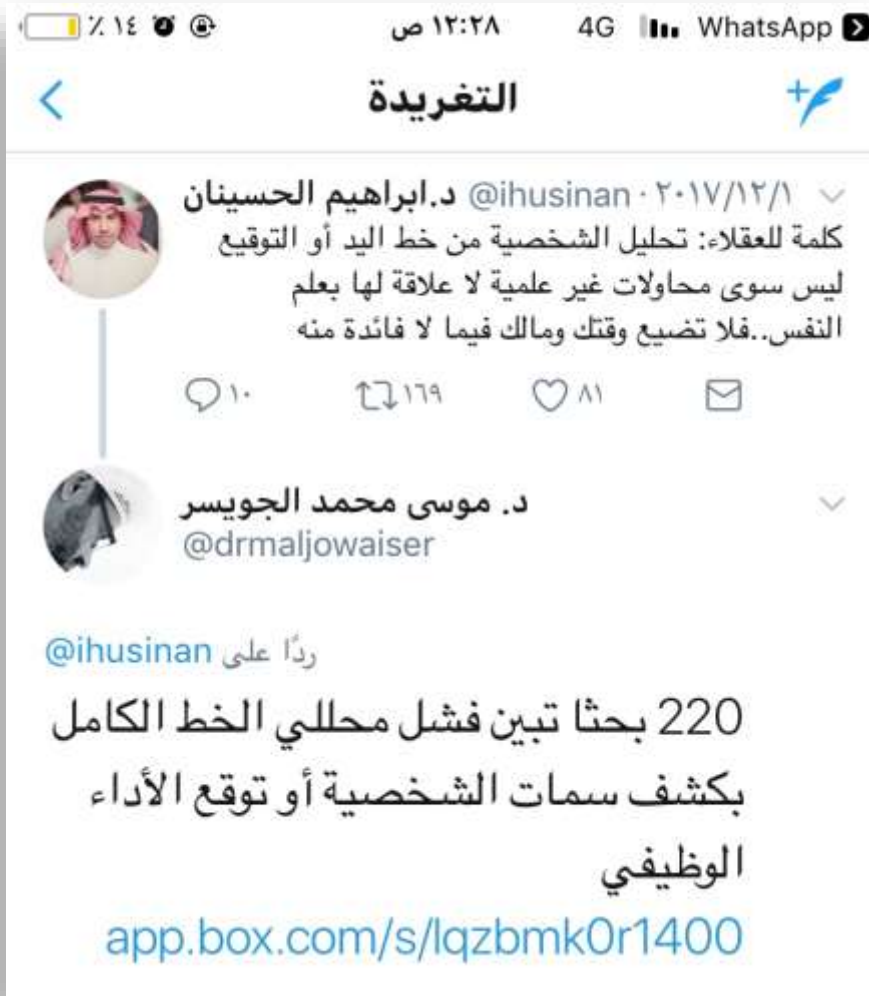 ٪ ١٤ ١٢:٢٨ ص 4G WhatsApp
التغريدة
د.ابراهيم الحسينان @ihusinan · ٢٠١٧/١٢/١
كلمة للعقلاء: تحليل الشخصية من خط اليد أو التوقيع
ليس سوى محاولات غير علمية لا علاقة لها بعلم
النفس..فلا تضيع وقتك ومالك فيما لا فائدة منه
١٠ ١٦٩ ٨١
د. موسى محمد الجويسر
@drmaljowaiser
ردًا على @ihusinan
220 بحثا تبين فشل محللي الخط الكامل
بكشف سمات الشخصية أو توقع الأداء
الوظيفي
app.box.com/s/lqzbmk0r1400